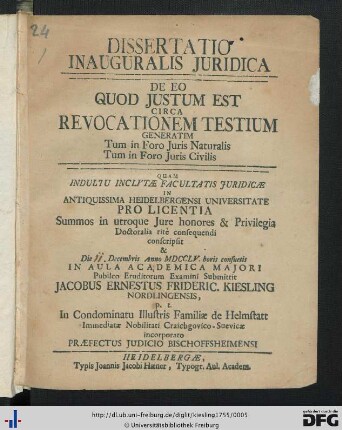 24
DISSERTATIO
INAUGURALIS JURIDICA
DE EO
QUOD JUSTUM EST
CIRCA
REVOCATIONEM TESTIUM
GENERATIM
Tum in Foro Juris Naturalis
Tum in Foro Juris Civilis
QUAM
INDULTU INCLYTÆ FACULTATIS JURIDICÆ
IN
ANTIQUISSIMA HEIDELBERGENSI UNIVERSITATE
PRO LICENTIA
Summos in utroque Jure honores & Privilegia
Doctoralia rite consequendi
conscripsit
&
Die Decembris Anno MDCCLV. horis consuetis
IN AULA ACADEMICA MAJORI
Publico Eruditorum Examini Submittit
JACOBUS ERNESTUS FRIDERIC. KIESLING
NORDLINGENSIS,
p. t.
In Condominatu Illustris Familiæ de Helmstatt
Immediatæ Nobilitati Craichgovico-Suevicæ
incorporato
PRÆFECTUS JUDICIO BISCHOFFSHEIMENSI
HEIDELBERGÆ,
Typis Joannis Jacobi Hæner, Typogr. Aul. Academ.
http://dl.ub.uni-freiburg.de/diglit/kiesling1755/0005
© Universitätsbibliothek Freiburg
gefördert durch die
DFG